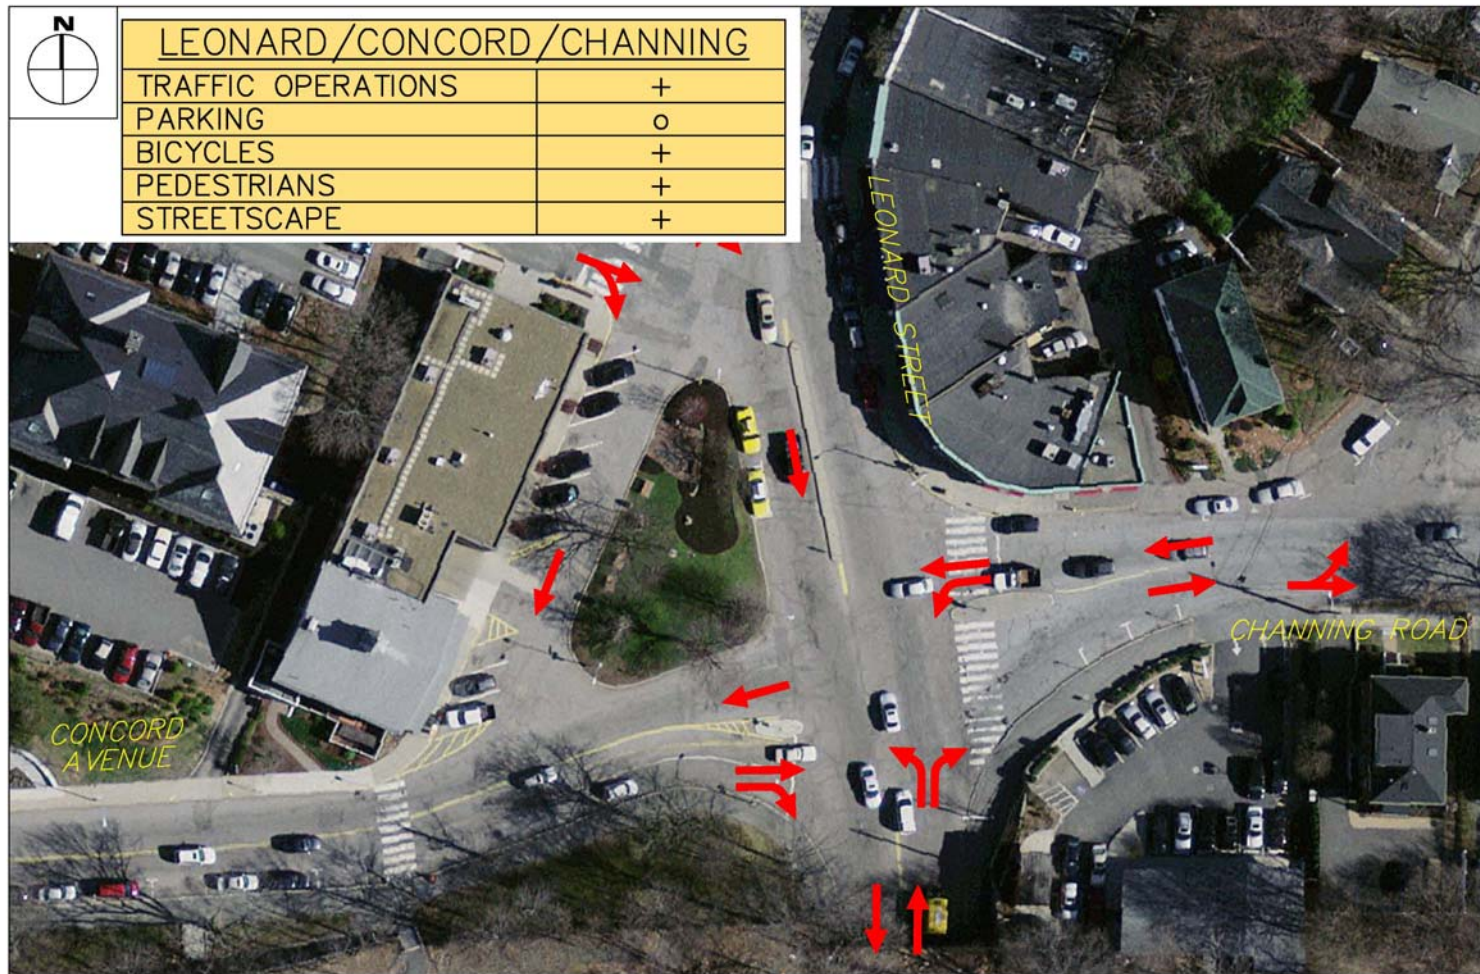 N
LEONARD/CONCORD/CHANNING
TRAFFIC OPERATIONS +
PARKING o
BICYCLES +
PEDESTRIANS +
STREETSCAPE +
LEONARD STREET
CHANNING ROAD
CONCORD
AVENUE